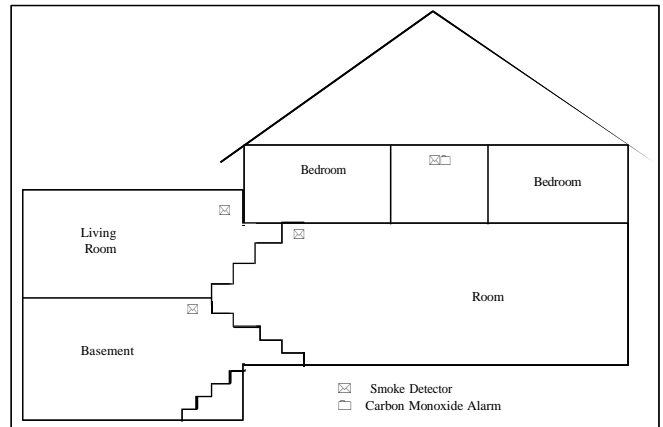 Bedroom
Bedroom
Living
Room
Room
Basement
Smoke Detector
Carbon Monoxide Alarm